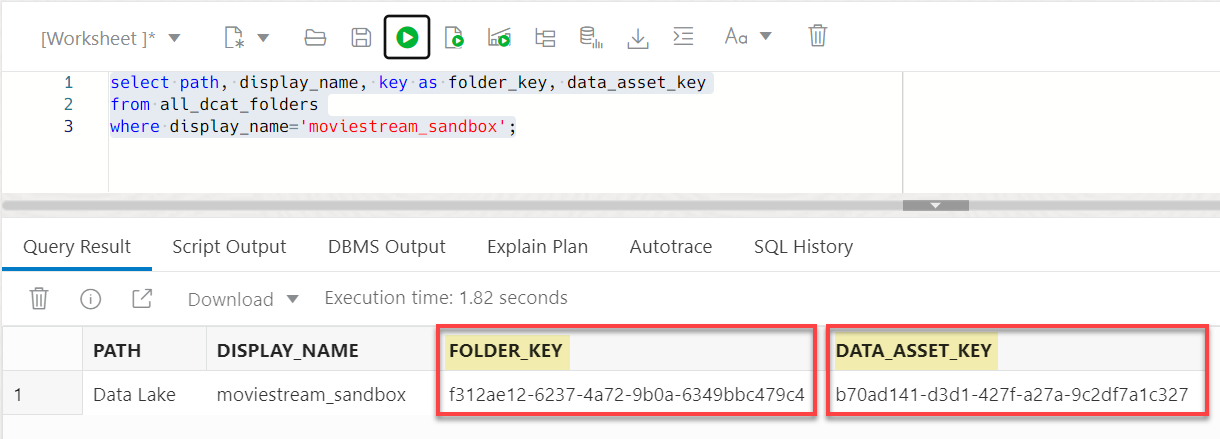 [Worksheet ]*
Aa
1 select path, display_name, key as folder_key, data_asset_key
2 from all_dcat_folders
3 where display_name='moviestream_sandbox';
Query Result Script Output DBMS Output Explain Plan Autotrace SQL History
Download Execution time: 1.82 seconds
PATH DISPLAY_NAME FOLDER_KEY DATA_ASSET_KEY
1 Data Lake moviestream_sandbox f312ae12-6237-4a72-9b0a-6349bbc479c4 b70ad141-d3d1-427f-a27a-9c2df7a1c327